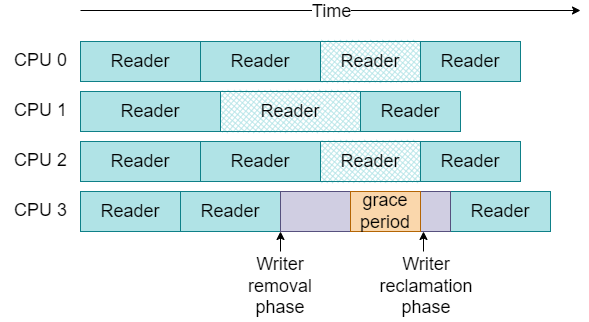 Time
CPU 0 Reader Reader Reader Reader
CPU 1 Reader Reader Reader
CPU 2 Reader Reader Reader Reader
CPU 3 Reader Reader grace period Reader
Writer removal phase
Writer reclamation phase